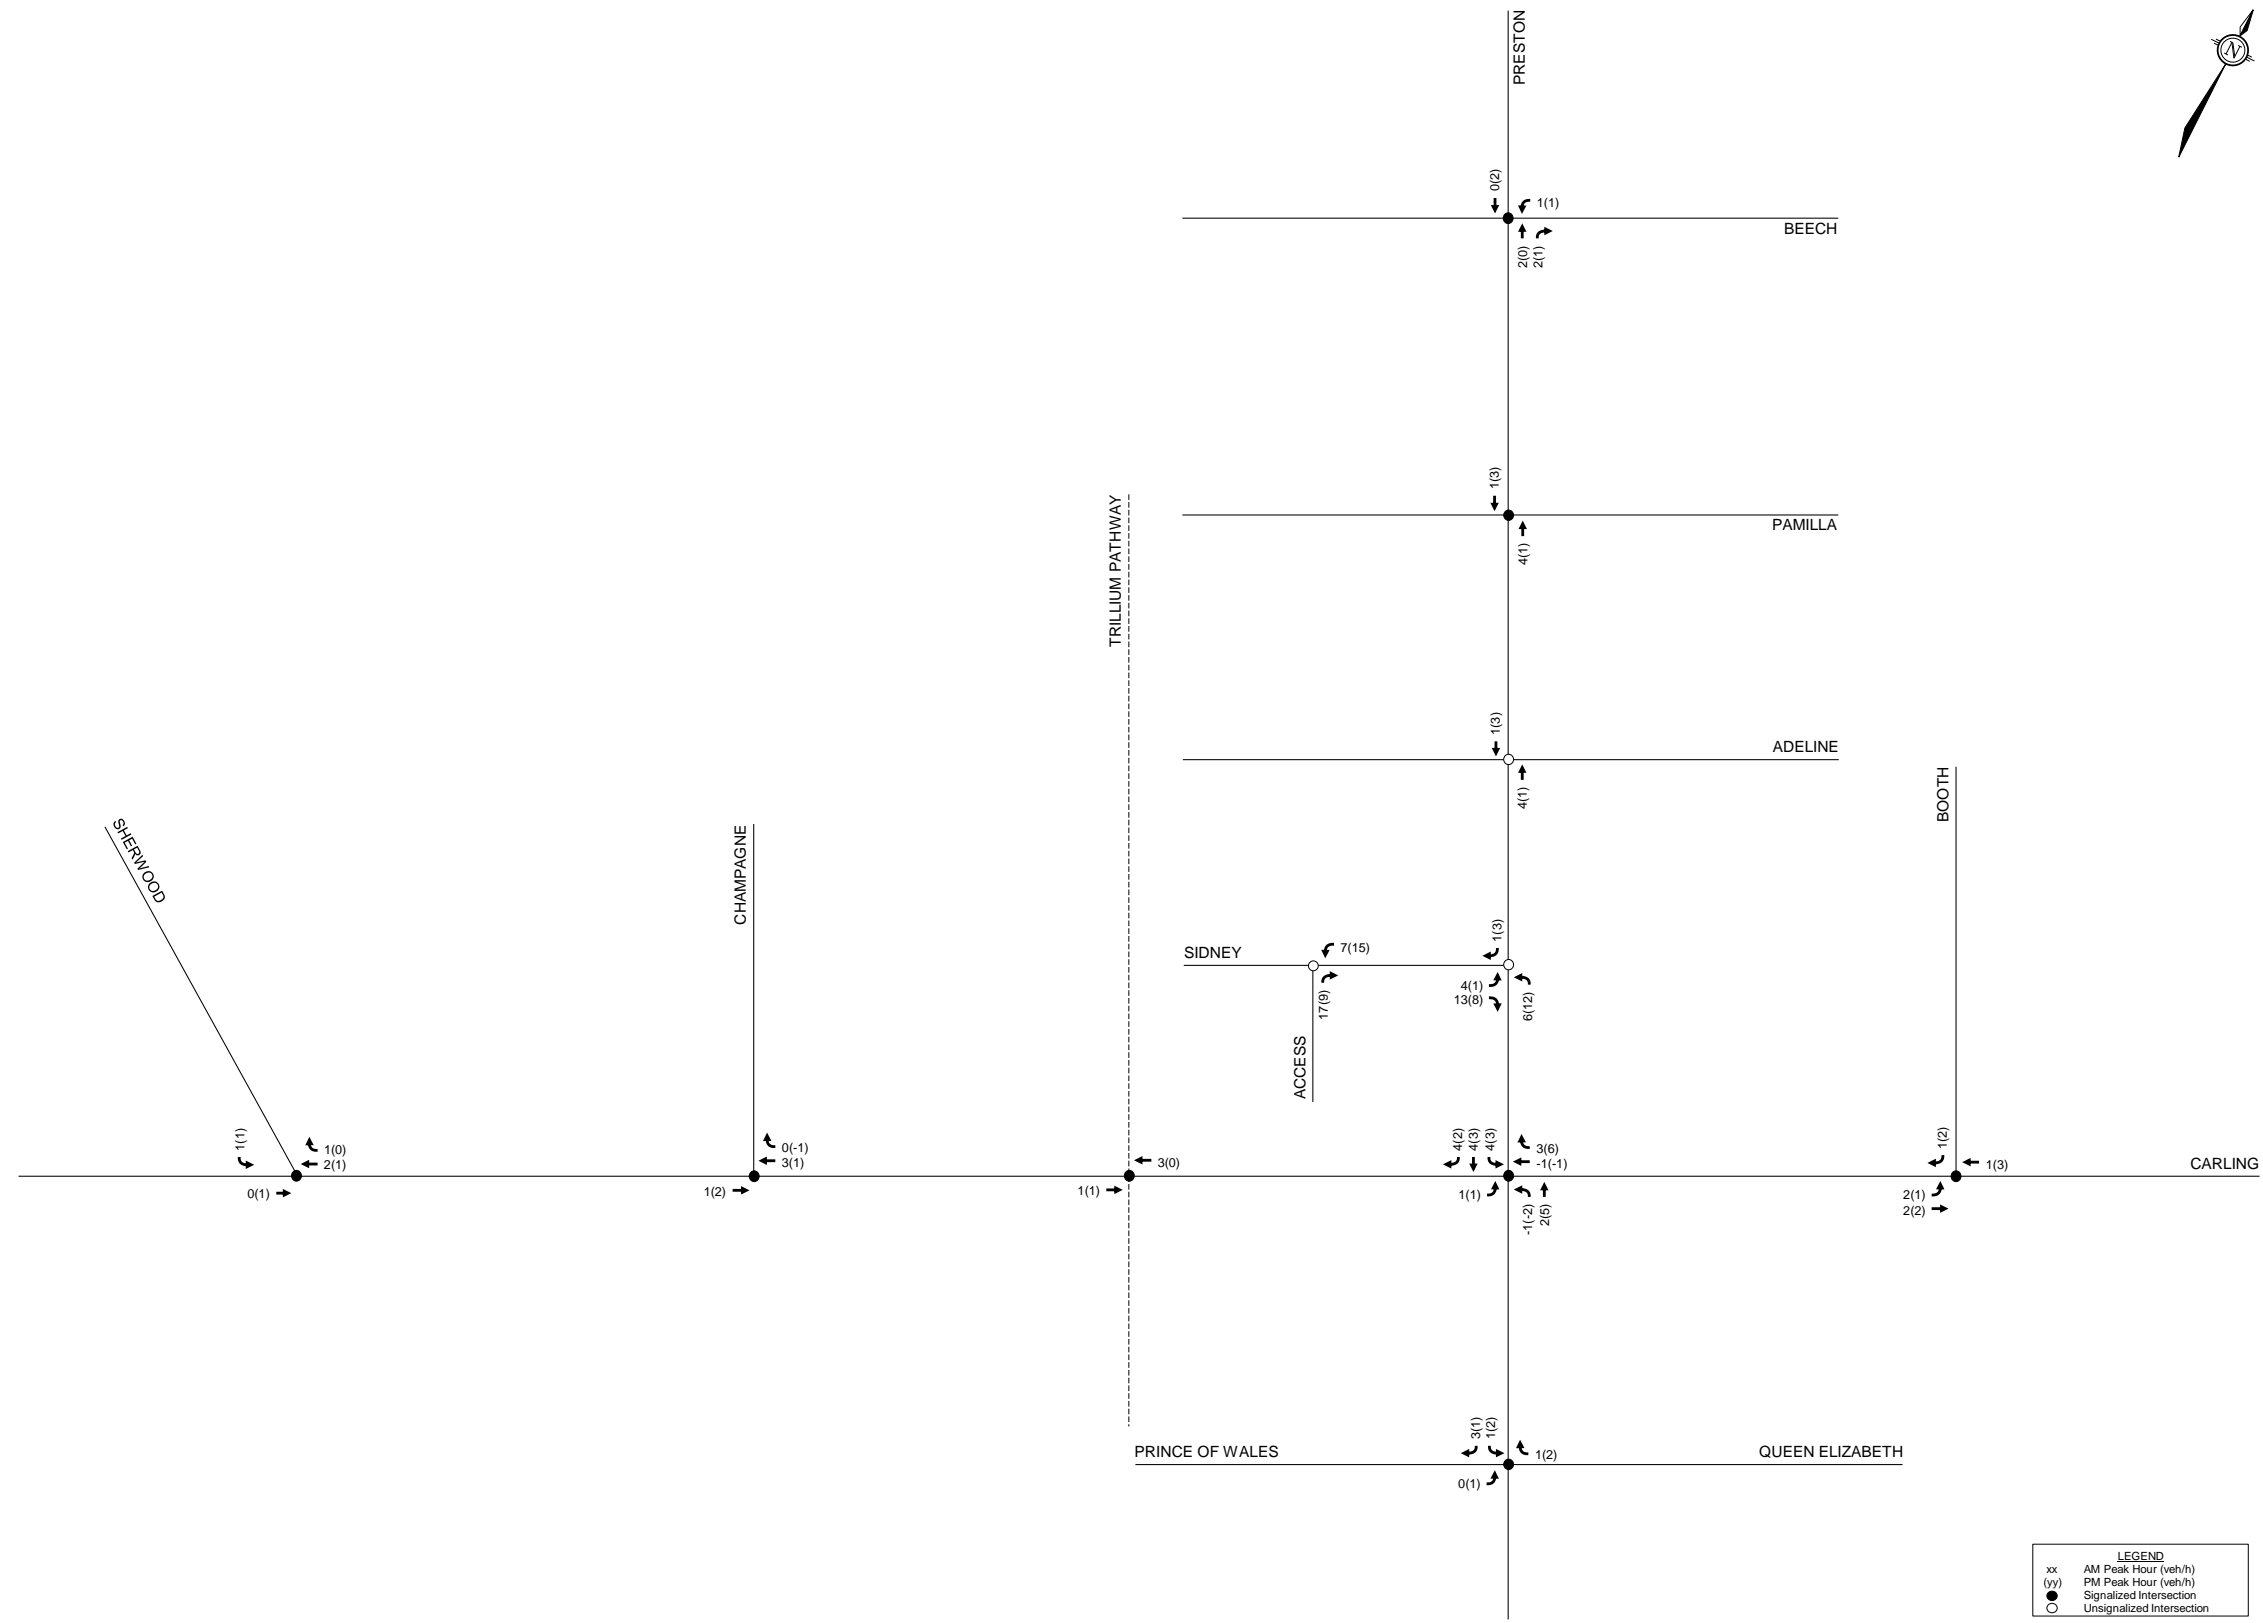 PRESTON
N
0(2)
1(1)
BEECH
2(0)
2(1)
1(3)
PAMILLA
4(1)
TRILLIUM PATHWAY
1(3)
ADELINE
4(1)
BOOTH
SHERWOOD
CHAMPAGNE
1(3)
SIDNEY
7(15)
4(1)
13(8)
17(9)
6(12)
ACCESS
1(1)
1(0)
2(1)
0(1)
0(-1)
3(1)
1(2)
3(0)
1(1)
4(2)
4(3)
4(3)
3(6)
-1(-1)
1(1)
-1(-2)
2(5)
1(2)
1(3)
CARLING
2(1)
2(2)
3(1)
1(2)
PRINCE OF WALES
1(2)
QUEEN ELIZABETH
0(1)
LEGEND
xx AM Peak Hour (veh/h)
(yy) PM Peak Hour (veh/h)
Signalized Intersection
Unsignalized Intersection